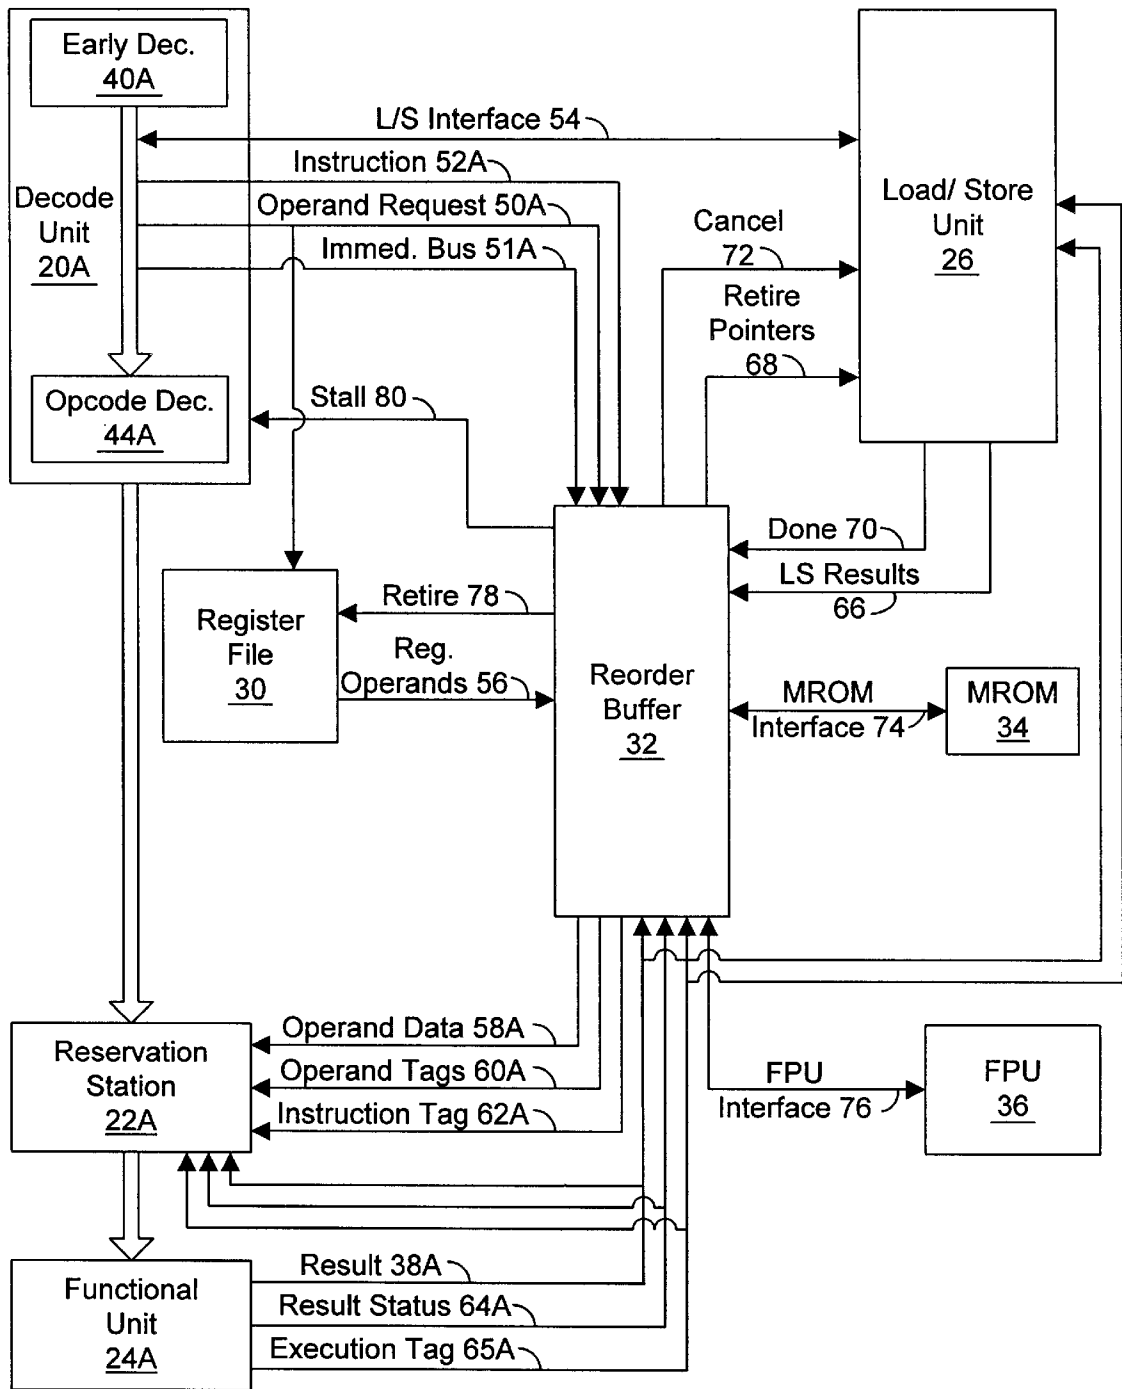 Early Dec.
40A
L/S Interface 54
Instruction 52A
Decode
Unit
20A
Operand Request 50A
Immed. Bus 51A
Load/ Store
Unit
26
Cancel
72
Retire
Pointers
68
Opcode Dec.
44A
Stall 80
Done 70
LS Results
66
Register
File
30
Retire 78
Reg.
Operands 56
Reorder
Buffer
32
MROM
Interface 74
MROM
34
Reservation
Station
22A
Operand Data 58A
Operand Tags 60A
Instruction Tag 62A
FPU
Interface 76
FPU
36
Functional
Unit
24A
Result 38A
Result Status 64A
Execution Tag 65A